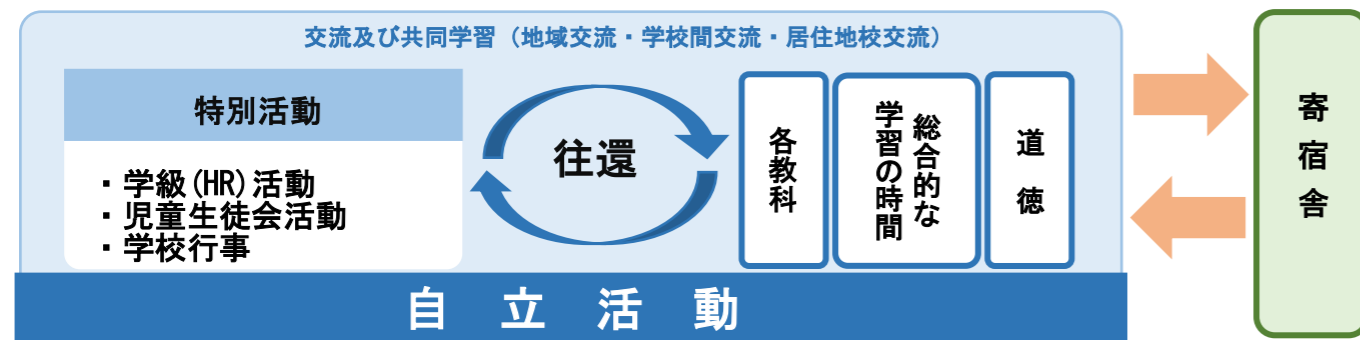 交流及び共同学習（地域交流・学校間交流・居住地校交流）
特別活動
・学級(HR)活動
・児童生徒会活動
・学校行事
往還
各教科
総合的な
学習の時間
道徳
自立活動
寄宿舎